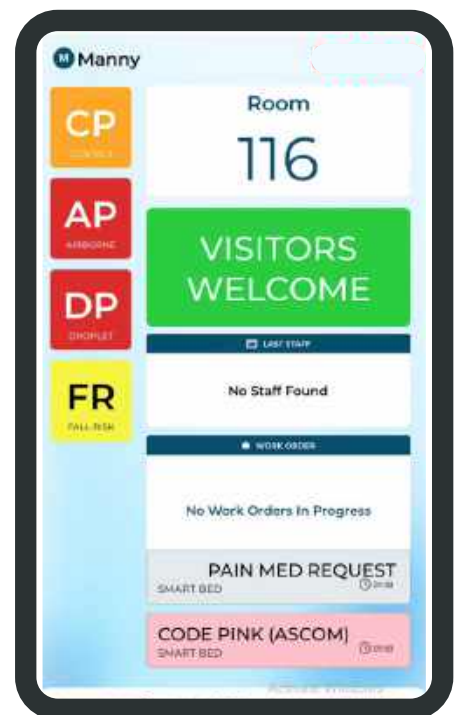 M Manny
CP
AP
AIRBORNE
DP
DROPLET
FR
FALL RISK
Room
116
VISITORS
WELCOME
LAST STAFF
No Staff Found
WORK ORDER
No Work Orders In Progress
PAIN MED REQUEST
SMART BED
CODE PINK (ASCOM)
SMART BED